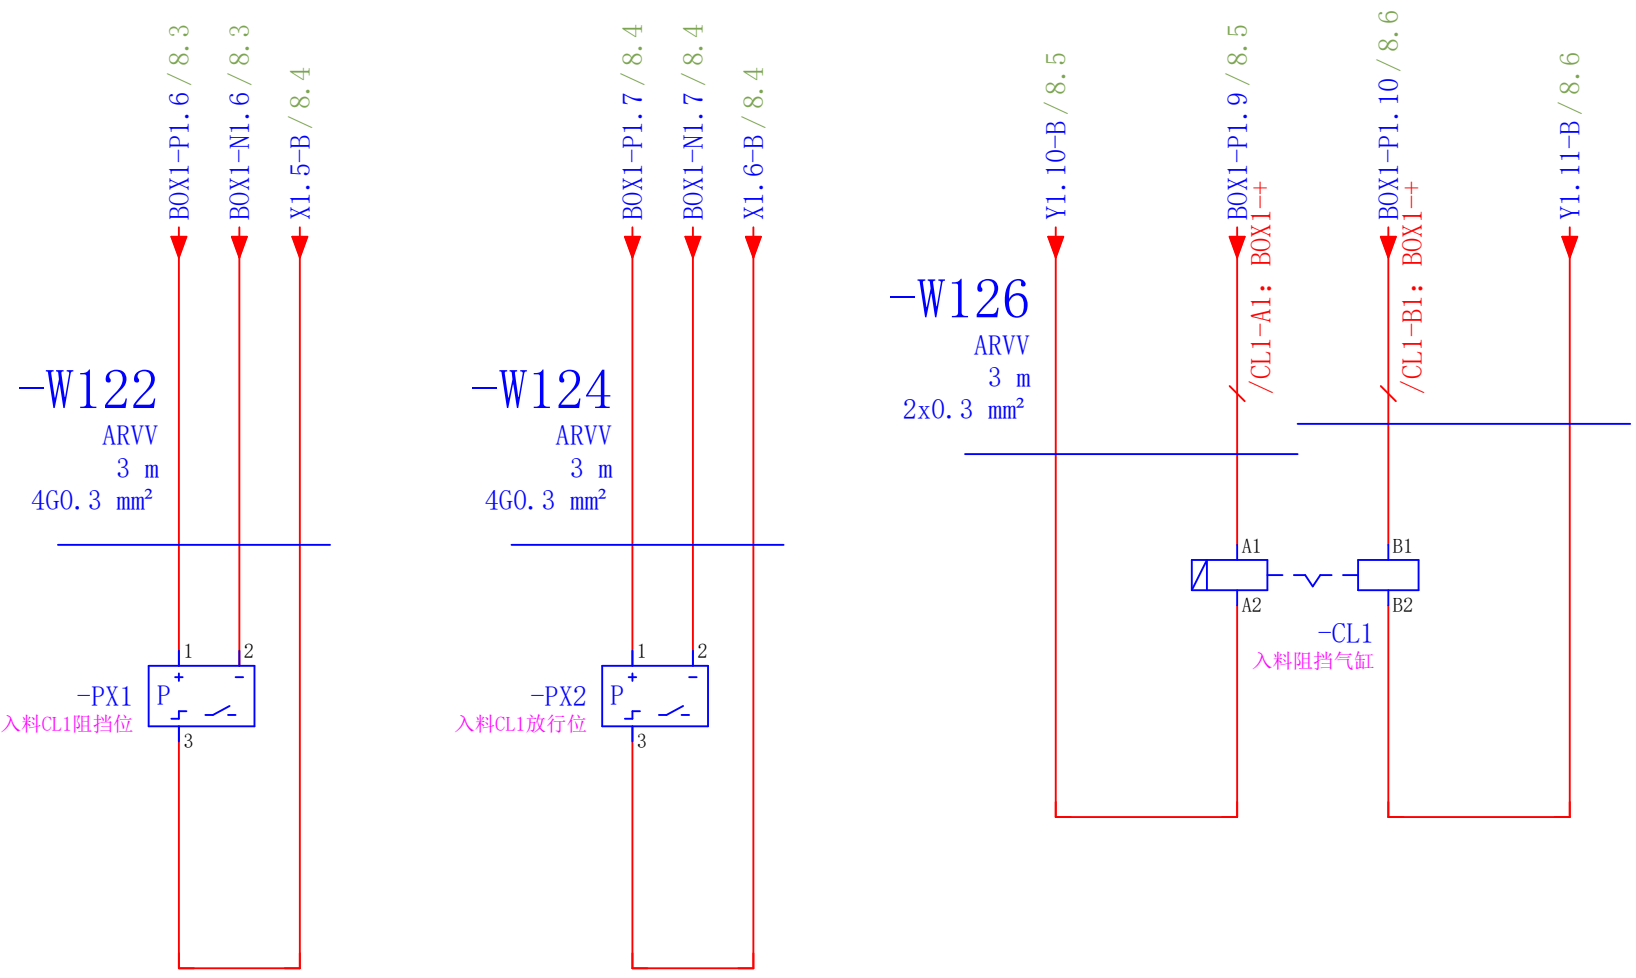 BOX1-P1.6/8.3
BOX1-N1.6/8.3
X1.5-B/8.4
BOX1-P1.7/8.4
BOX1-N1.7/8.4
X1.6-B/8.4
Y1.10-B/8.5
BOX1-P1.9/8.5
/CL1-A1: BOX1-+
BOX1-P1.10/8.6
/CL1-B1: BOX1-+
Y1.11-B/8.6
-W122
ARVV
3 m
4G0.3 mm²
-W124
ARVV
3 m
4G0.3 mm²
-W126
ARVV
3 m
2x0.3 mm²
1
2
+
-
P
-PX1
入料CL1阻挡位
3
1
2
+
-
P
-PX2
入料CL1放行位
3
A1
A2
B1
B2
-CL1
入料阻挡气缸